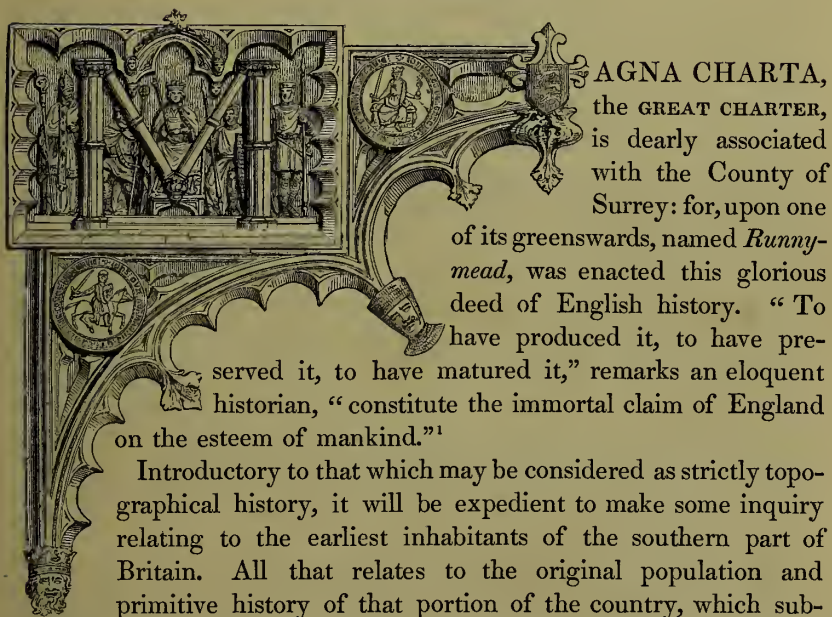 MAGNA CHARTA,
the GREAT CHARTER,
is dearly associated
with the County of
Surrey: for, upon one
of its greenswards, named Runny-
mead, was enacted this glorious
deed of English history. “ To
have produced it, to have pre-
served it, to have matured it,” remarks an eloquent
historian, “ constitute the immortal claim of England
on the esteem of mankind.”¹
Introductory to that which may be considered as strictly topo-
graphical history, it will be expedient to make some inquiry
relating to the earliest inhabitants of the southern part of
Britain. All that relates to the original population and
primitive history of that portion of the country, which sub-